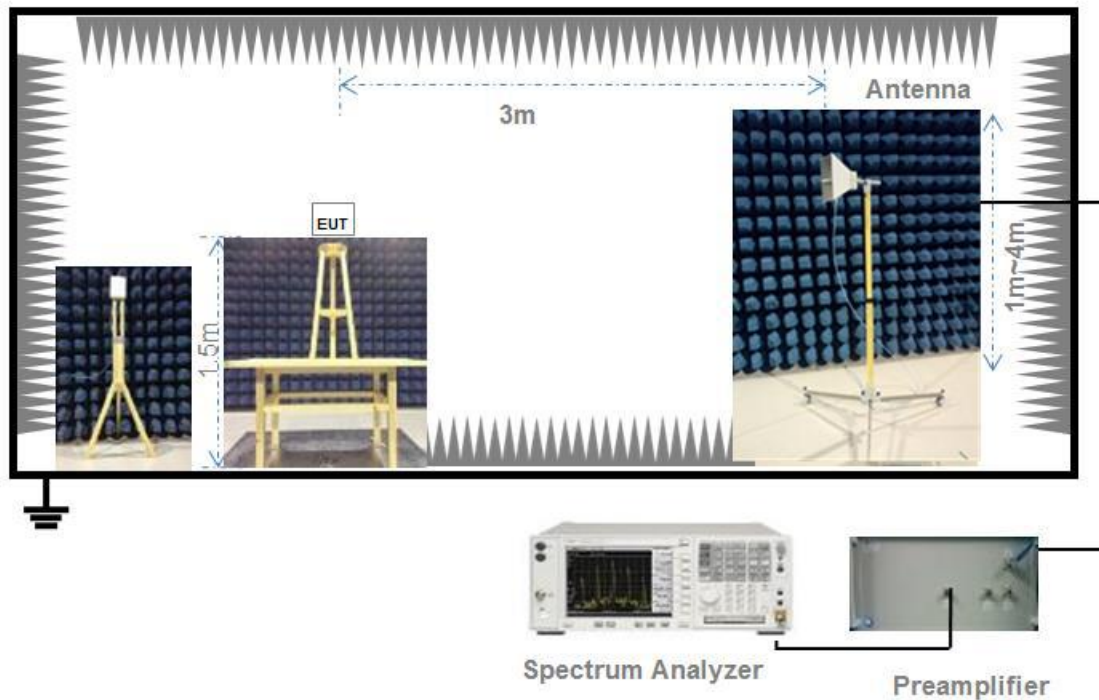 Antenna
3m
EUT
1.5m
1m~4m
Spectrum Analyzer
Preamplifier